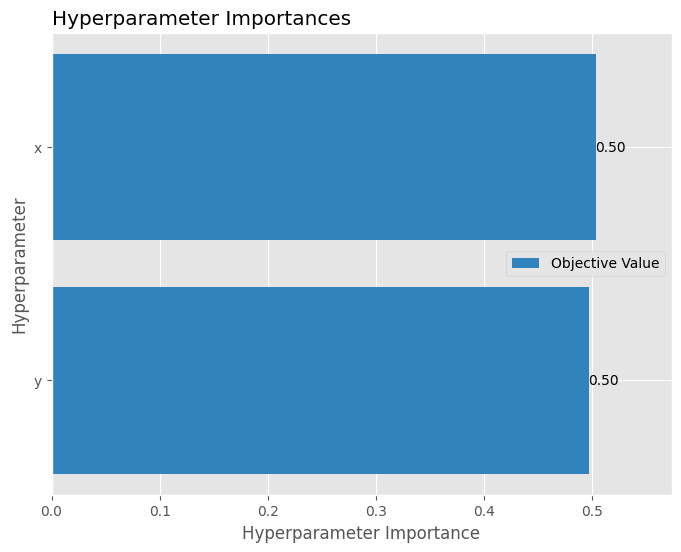 Hyperparameter Importances
Hyperparameter
x
0.50
Objective Value
y
0.50
0.0 0.1 0.2 0.3 0.4 0.5
Hyperparameter Importance